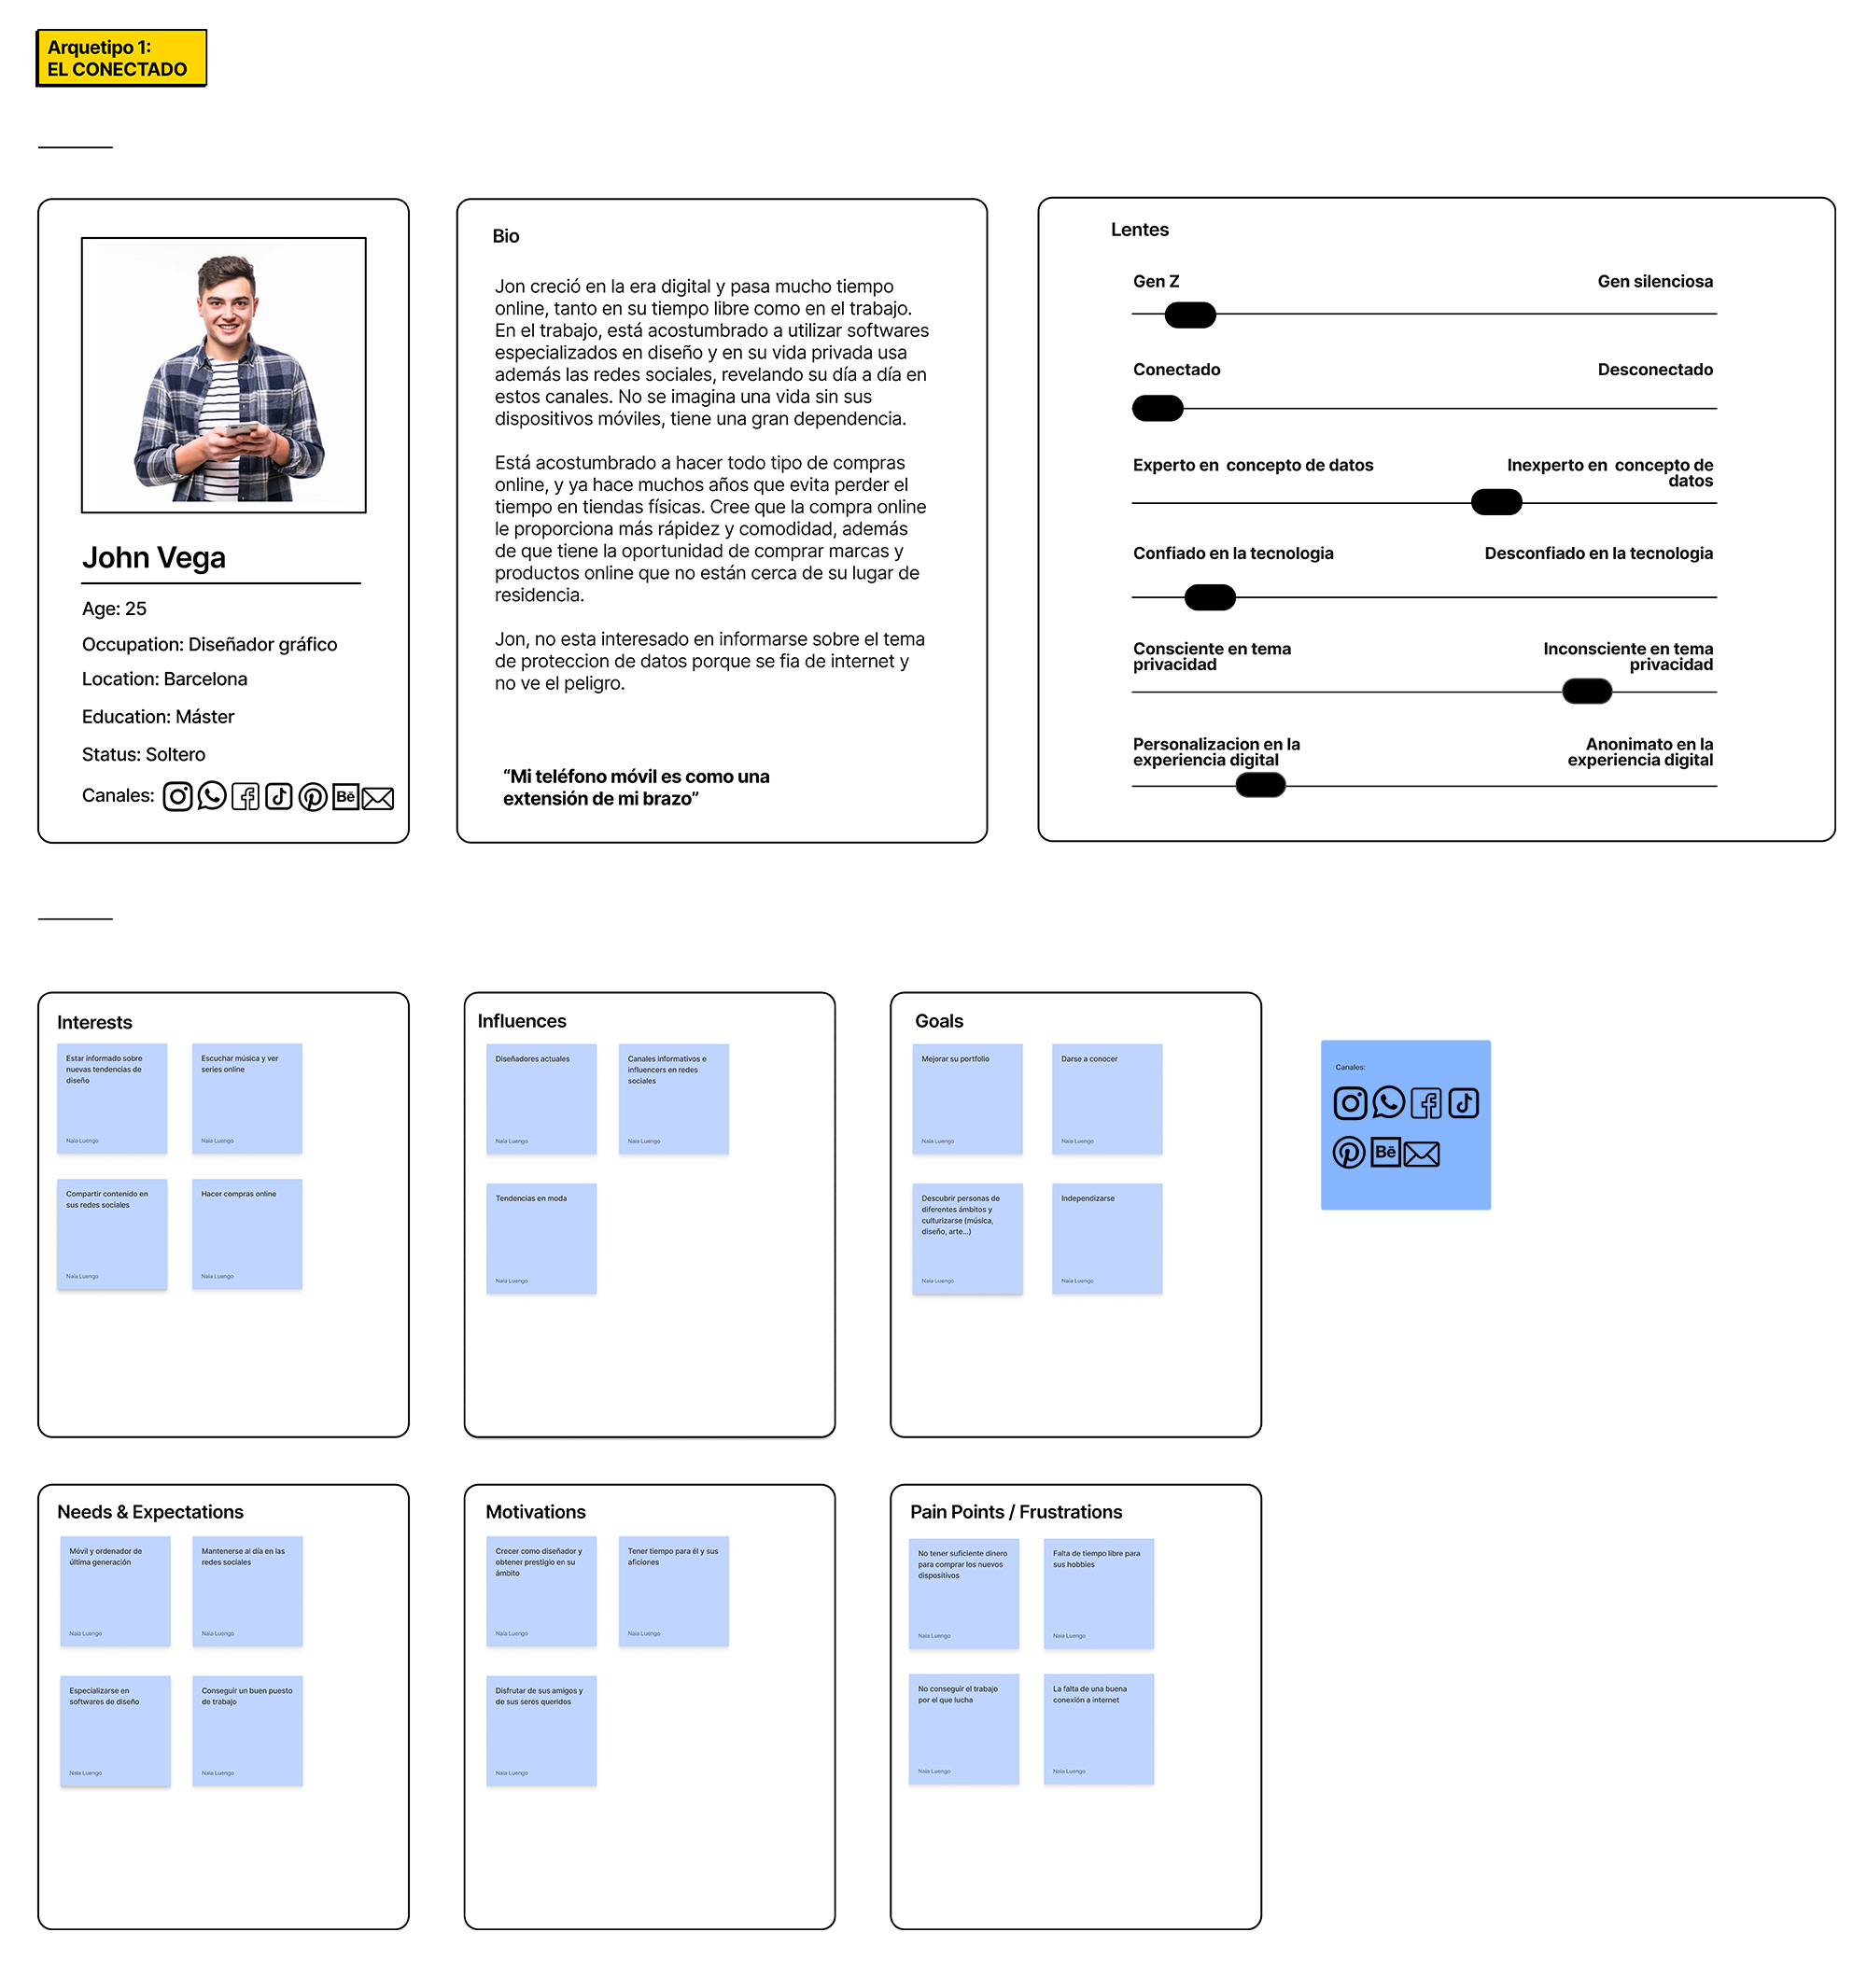 Arquetipo 1:
EL CONECTADO
John Vega
Age: 25
Occupation: Diseñador gráfico
Location: Barcelona
Education: Máster
Status: Soltero
Canales:
Bē
Bio
Jon creció en la era digital y pasa mucho tiempo
online, tanto en su tiempo libre como en el trabajo.
En el trabajo, está acostumbrado a utilizar softwares
especializados en diseño y en su vida privada usa
además las redes sociales, revelando su día a día en
estos canales. No se imagina una vida sin sus
dispositivos móviles, tiene una gran dependencia.
Está acostumbrado a hacer todo tipo de compras
online, y ya hace muchos años que evita perder el
tiempo en tiendas físicas. Cree que la compra online
le proporciona más rápidez y comodidad, además
de que tiene la oportunidad de comprar marcas y
productos online que no están cerca de su lugar de
residencia.
Jon, no esta interesado en informarse sobre el tema
de proteccion de datos porque se fia de internet y
no ve el peligro.
“Mi teléfono móvil es como una
extensión de mi brazo”
Lentes
Gen Z
Gen silenciosa
Conectado
Desconectado
Experto en concepto de datos
Inexperto en concepto de
datos
Confiado en la tecnologia
Desconfiado en la tecnologia
Consciente en tema
privacidad
Inconsciente en tema
privacidad
Personalizacion en la
experiencia digital
Anonimato en la
experiencia digital
Interests
Estar informado sobre
nuevas tendencias de
diseño
Naia Luengo
Escuchar música y ver
series online
Naia Luengo
Compartir contenido en
sus redes sociales
Naia Luengo
Hacer compras online
Naia Luengo
Influences
Diseñadores actuales
Naia Luengo
Canales informativos e
influencers en redes
sociales
Naia Luengo
Tendencias en moda
Naia Luengo
Goals
Mejorar su portfolio
Naia Luengo
Darse a conocer
Naia Luengo
Descubrir personas de
diferentes ámbitos y
culturizarse (música,
diseño, arte...)
Naia Luengo
Independizarse
Naia Luengo
Canales:
Bē
Needs & Expectations
Móvil y ordenador de
última generación
Naia Luengo
Mantenerse al día en las
redes sociales
Naia Luengo
Especializarse en
softwares de diseño
Naia Luengo
Conseguir un buen puesto
de trabajo
Naia Luengo
Motivations
Crecer como diseñador y
obtener prestigio en su
ámbito
Naia Luengo
Tener tiempo para él y sus
aficiones
Naia Luengo
Disfrutar de sus amigos y
de sus seres queridos
Naia Luengo
Pain Points / Frustrations
No tener suficiente dinero
para comprar los nuevos
dispositivos
Naia Luengo
Falta de tiempo libre para
sus hobbies
Naia Luengo
No conseguir el trabajo
por el que lucha
Naia Luengo
La falta de una buena
conexión a internet
Naia Luengo